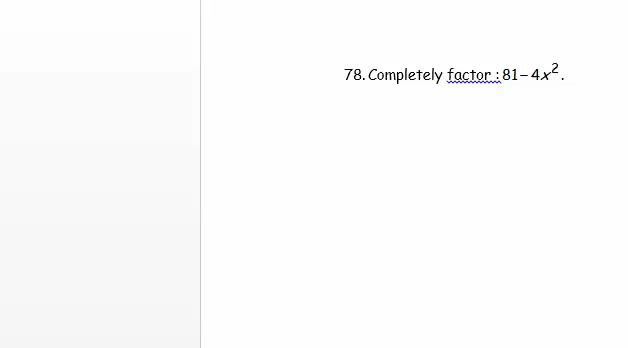 78. Completely factor : 81 – 4x².